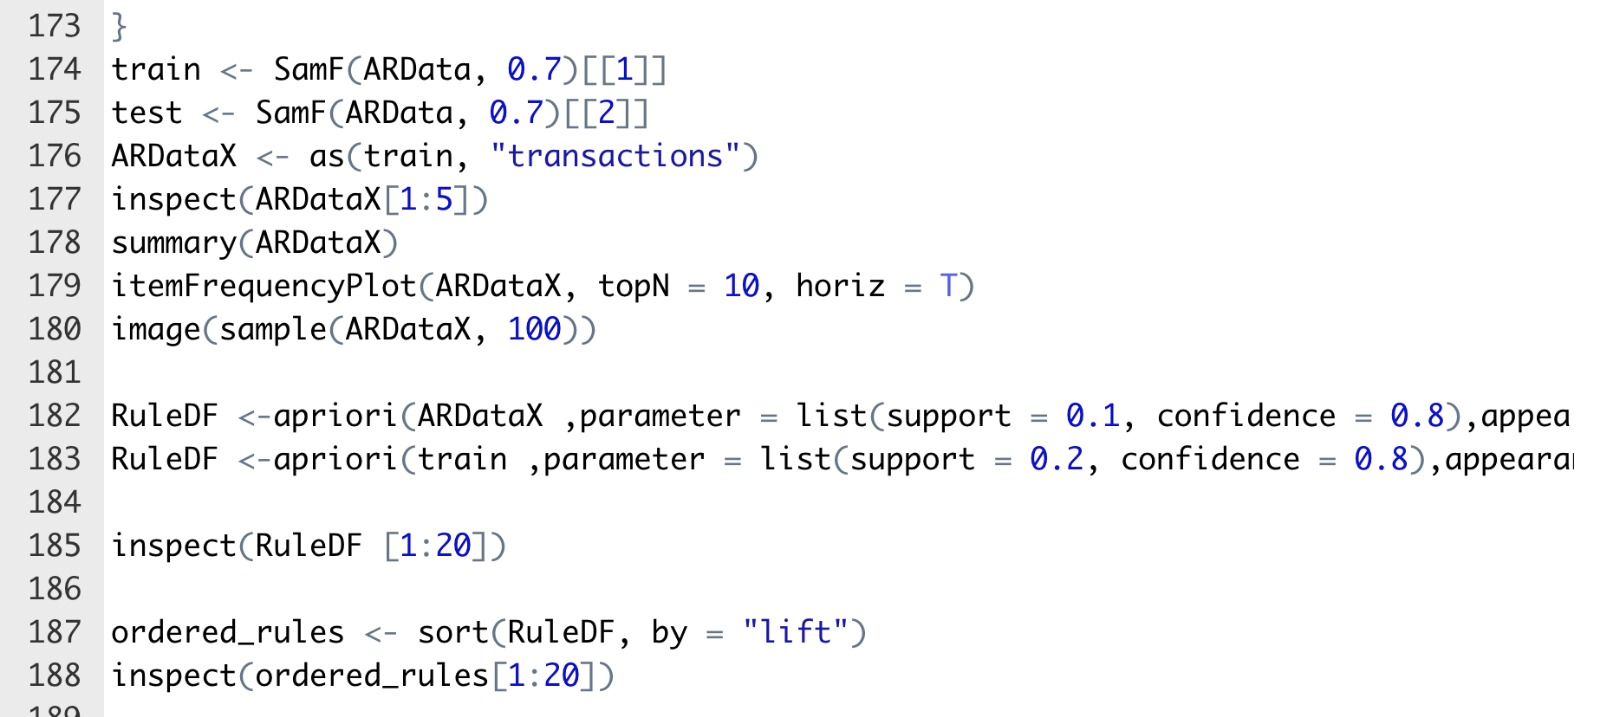 173 }
174 train <- SamF(ARData, 0.7)[[1]]
175 test <- SamF(ARData, 0.7)[[2]]
176 ARDataX <- as(train, "transactions")
177 inspect(ARDataX[1:5])
178 summary(ARDataX)
179 itemFrequencyPlot(ARDataX, topN = 10, horiz = T)
180 image(sample(ARDataX, 100))
181
182 RuleDF <-apriori(ARDataX ,parameter = list(support = 0.1, confidence = 0.8),appea
183 RuleDF <-apriori(train ,parameter = list(support = 0.2, confidence = 0.8),appeara
184
185 inspect(RuleDF [1:20])
186
187 ordered_rules <- sort(RuleDF, by = "lift")
188 inspect(ordered_rules[1:20])
189